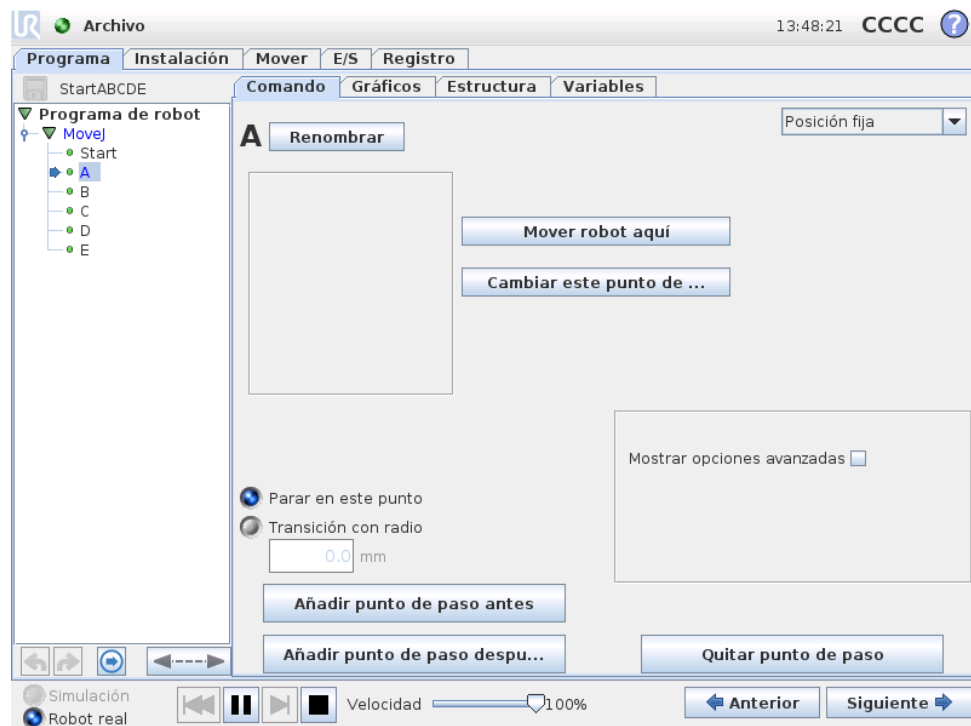 UR Archivo 13:48:21 CCCC ?
Programa Instalación Mover E/S Registro
StartABCDE
Comando Gráficos Estructura Variables
Programa de robot
MoveJ
Start
A
B
C
D
E
A Renombrar
Posición fija
Mover robot aquí
Cambiar este punto de ...
Mostrar opciones avanzadas
Parar en este punto
Transición con radio
0.0 mm
Añadir punto de paso antes
Añadir punto de paso despu...
Quitar punto de paso
Simulación
Robot real
Velocidad 100%
Anterior Siguiente